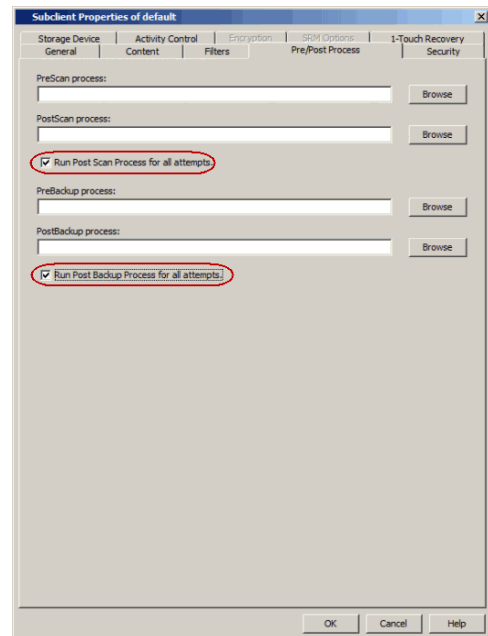 Subclient Properties of default
Storage Device Activity Control Encryption SRM Options 1-Touch Recovery
General Content Filters Pre/Post Process Security
PreScan process:
Browse
PostScan process:
Browse
Run Post Scan Process for all attempts.
PreBackup process:
Browse
PostBackup process:
Browse
Run Post Backup Process for all attempts.
OK Cancel Help